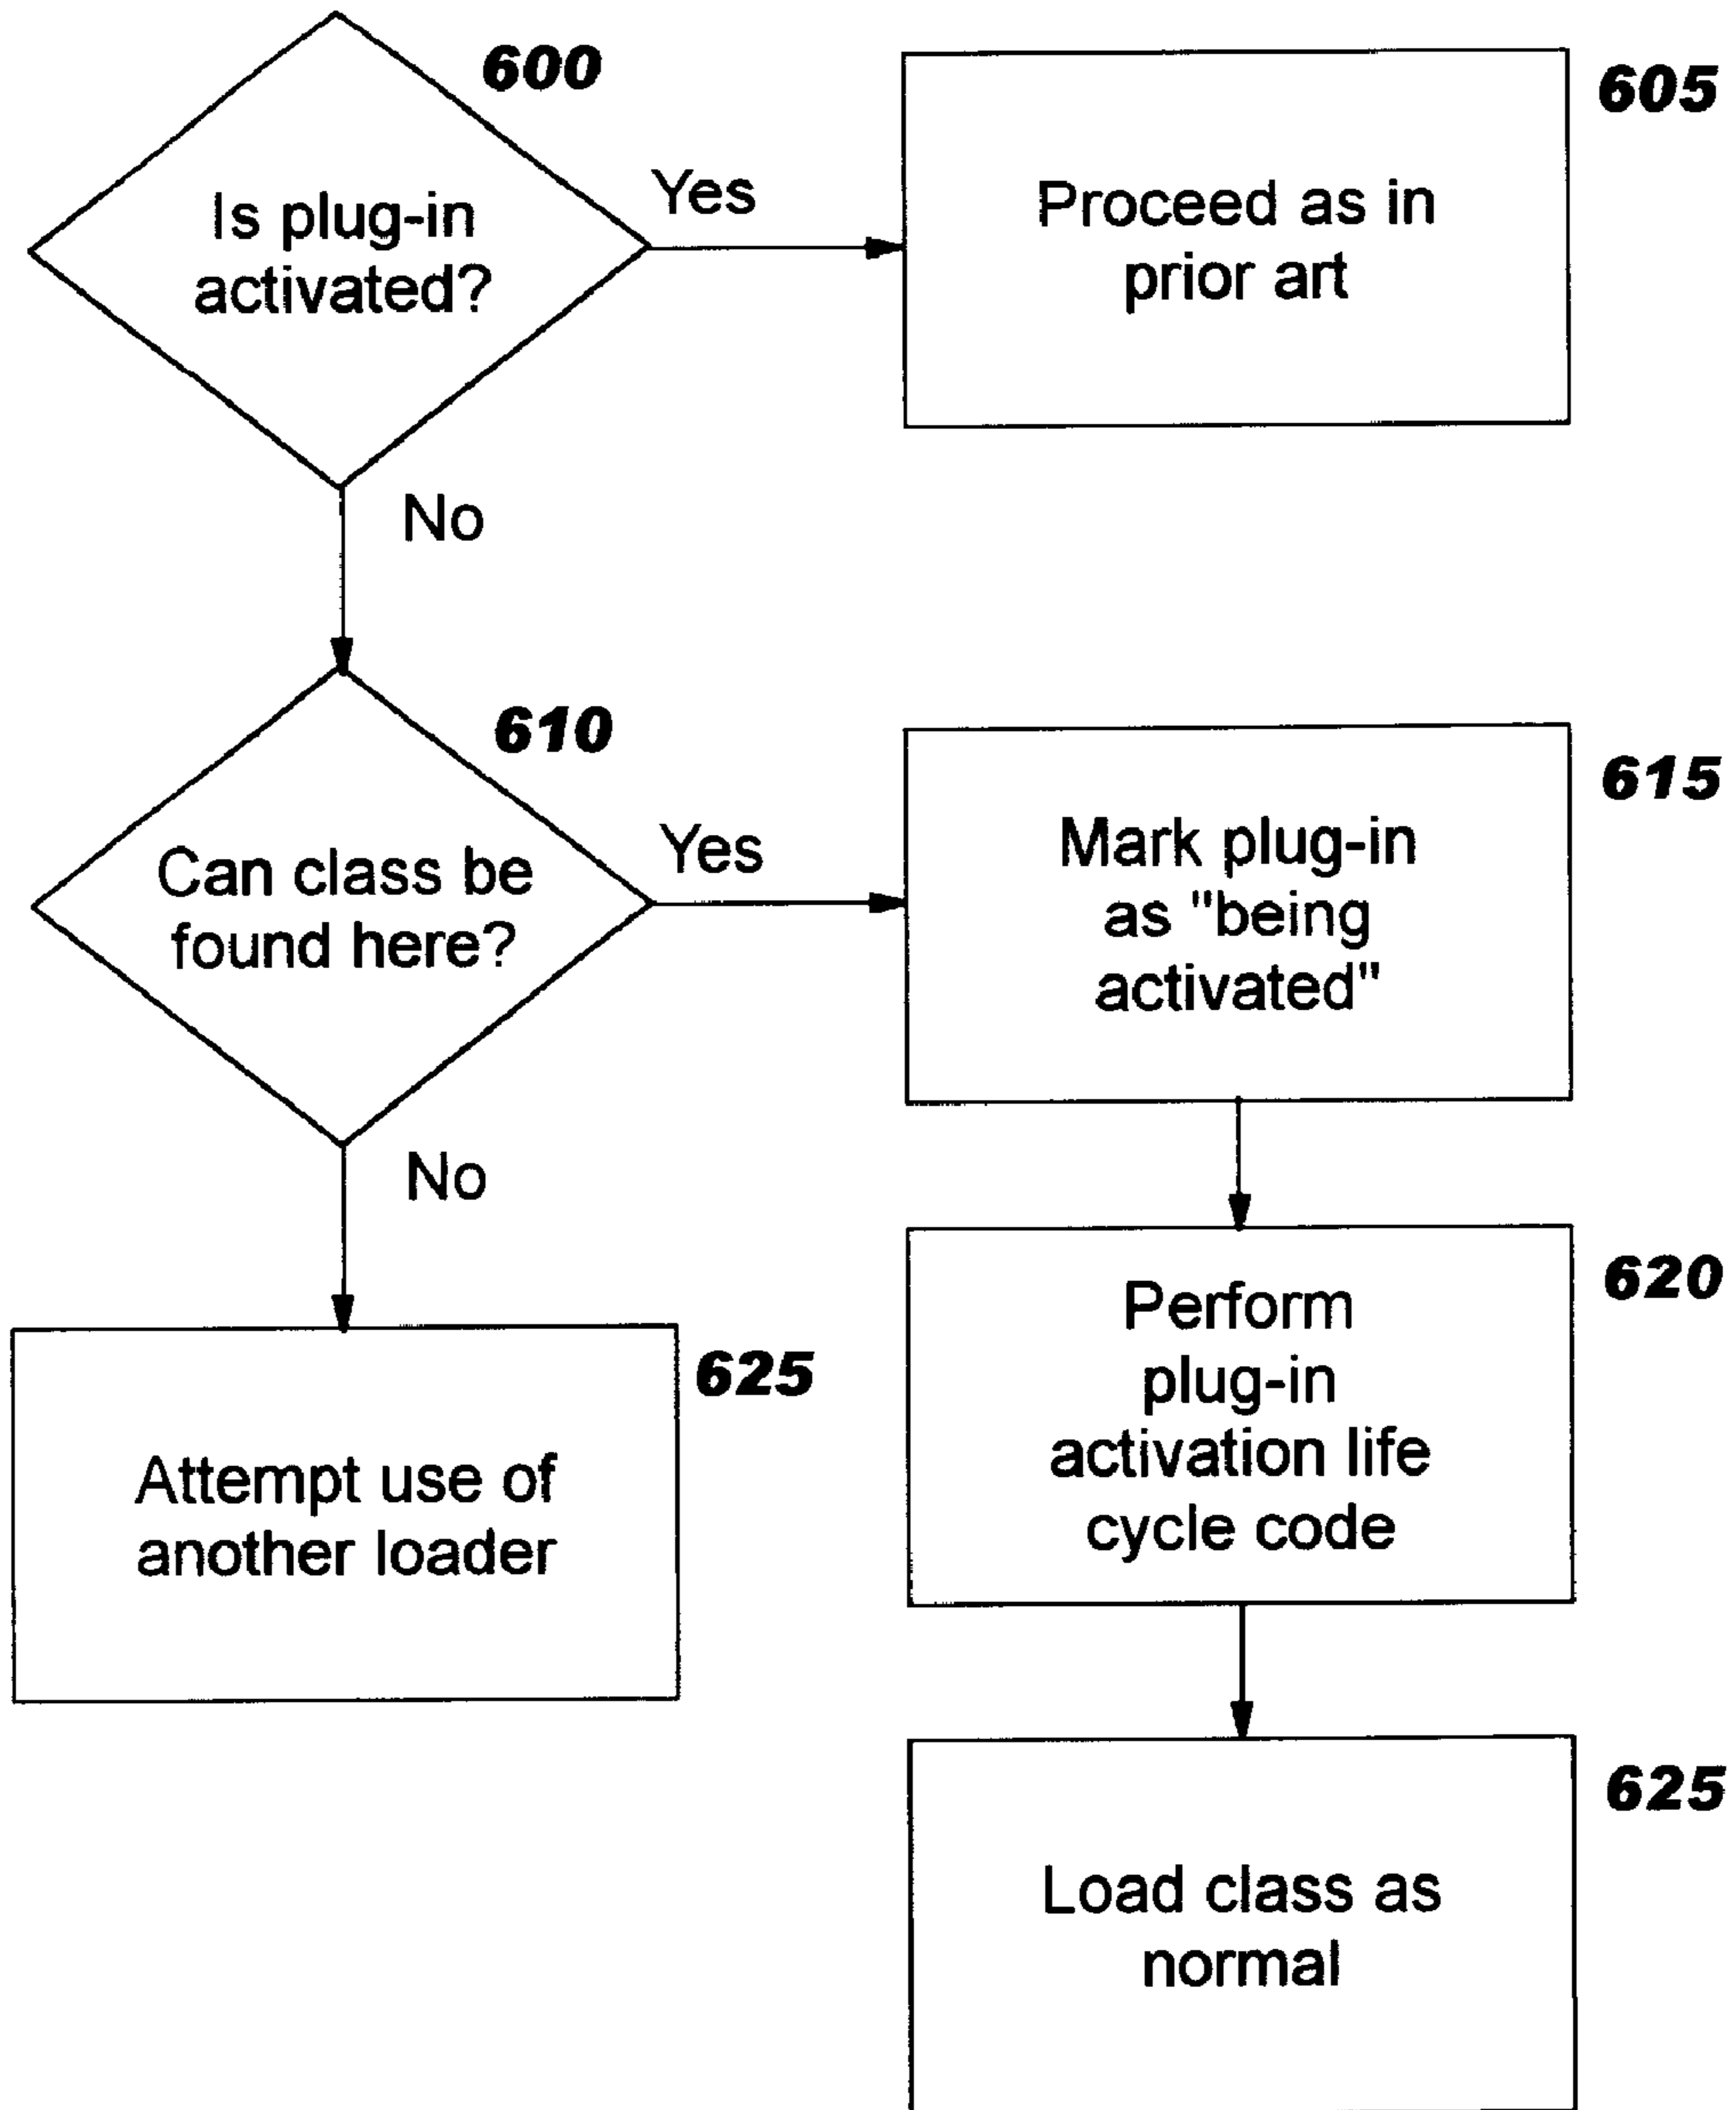 600
Is plug-in
activated?
Yes
605
Proceed as in
prior art
No
610
Can class be
found here?
Yes
615
Mark plug-in
as "being
activated"
No
620
Perform
plug-in
activation life
cycle code
625
Attempt use of
another loader
625
Load class as
normal